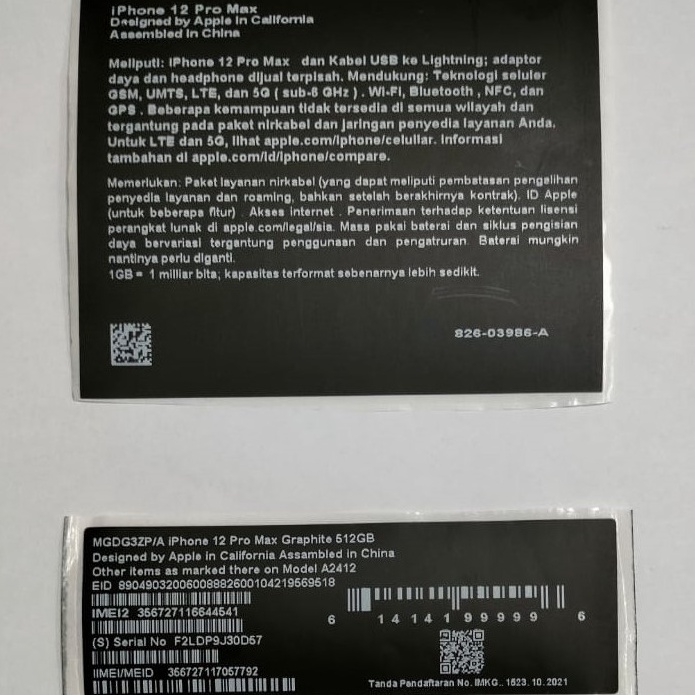 iPhone 12 Pro Max
Designed by Apple in California
Assembled in China
Meliputi: iPhone 12 Pro Max dan Kabel USB ke Lightning; adaptor
daya dan headphone dijual terpisah. Mendukung: Teknologi seluler
GSM, UMTS, LTE, dan 5G ( sub-6 GHz ) . Wi-Fi, Bluetooth , NFC, dan
GPS . Beberapa kemampuan tidak tersedia di semua wilayah dan
tergantung pada paket nirkabel dan jaringan penyedia layanan Anda.
Untuk LTE dan 5G, lihat apple.com/iphone/celullar. Informasi
tambahan di apple.com/id/iphone/compare.
Memerlukan: Paket layanan nirkabel (yang dapat meliputi pembatasan pengalihan
penyedia layanan dan roaming, bahkan setelah berakhirnya kontrak). ID Apple
(untuk beberapa fitur) . Akses internet . Penerimaan terhadap ketentuan lisensi
perangkat lunak di apple.com/legal/sla. Masa pakai baterai dan siklus pengisian
daya bervariasi tergantung penggunaan dan pengatruran. Baterai mungkin
nantinya perlu diganti.
1GB = 1 miliar bita; kapasitas terformat sebenarnya lebih sedikit.
826-03986-A
MGDG3ZP/A iPhone 12 Pro Max Graphite 512GB
Designed by Apple in California Assembled in China
Other items as marked there on Model A2412
EID 89049032006008882600104219569518
IMEI2 356727116644541
6 14141 99999 6
(S) Serial No F2LDP9J30D57
IIMEI/MEID 356727117057792
Tanda Pendaftaran No. IMKG.. 1523. 10. 2021